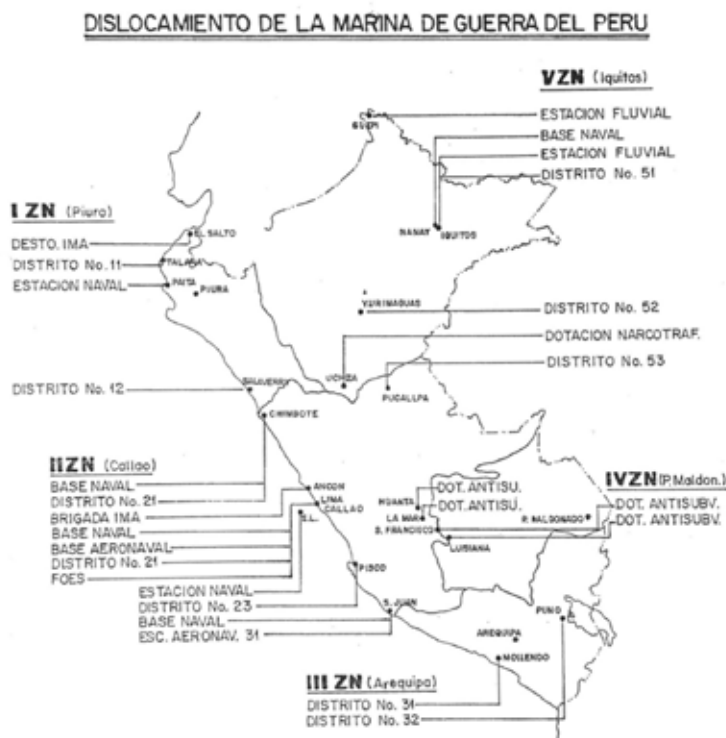 DISLOCAMIENTO DE LA MARINA DE GUERRA DEL PERU
VZN (Iquitos)
ESTACION FLUVIAL
BASE NAVAL
ESTACION FLUVIAL
DISTRITO No. 51
NANAY
IQUITOS
I ZN (Piura)
EL SALTO
DESTO. IMA
DISTRITO No. 11
TALARA
ESTACION NAVAL
PAITA
PIURA
YURIMAGUAS
DISTRITO No. 52
DOTACION NARCOTRAF.
DISTRITO No. 53
UCHIZA
PUCALLPA
DISTRITO No. 12
SALAVERRY
CHIMBOTE
IIZN (Callao)
BASE NAVAL
DISTRITO No. 21
BRIGADA IMA
BASE NAVAL
BASE AERONAVAL
DISTRITO No. 21
FOES
ANCON
LIMA
CALLAO
S.L.
ESTACION NAVAL
DISTRITO No. 23
BASE NAVAL
ESC. AERONAV. 31
PISCO
S. JUAN
IVZN (P. Maldon.)
DOT. ANTISU.
DOT. ANTISU.
DOT. ANTISUBV.
DOT. ANTISUBV.
HUANTA
LA MAR
S. FRANCISCO
LUISIANA
P. MALDONADO
PUNO
AREQUIPA
MOLLENDO
III ZN (Arequipa)
DISTRITO No. 31
DISTRITO No. 32